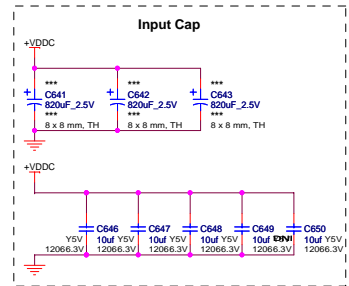 Input Cap
+VDDC
*** *** ***
C641 C642 C643
820uF_2.5V 820uF_2.5V 820uF_2.5V
*** *** ***
8 x 8 mm, TH 8 x 8 mm, TH 8 x 8 mm, TH
+VDDC
C646 C647 C648 C649 C650
Y5V 10uf Y5V 10uf Y5V 10uf Y5V 10uf Y5V 10uf
12066.3V 12066.3V 12066.3V 12066.3V 12066.3V